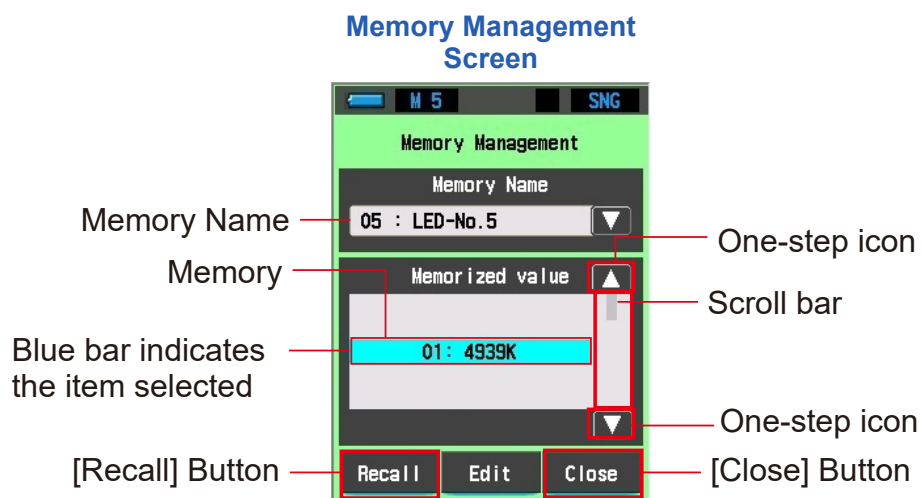 Memory Management
Screen
M 5
SNG
Memory Management
Memory Name
Memory Name
05 : LED-No.5
One-step icon
Memory
Memorized value
Scroll bar
Blue bar indicates
the item selected
01: 4939K
One-step icon
[Recall] Button
Recall
Edit
Close
[Close] Button